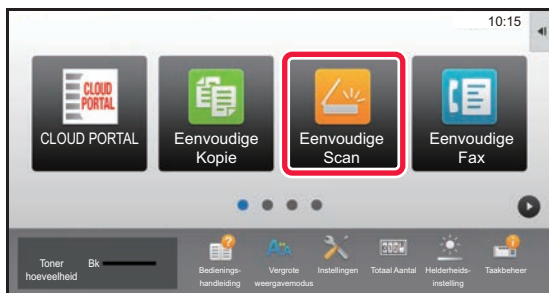 10:15
CLOUD
PORTAL
CLOUD PORTAL
Eenvoudige
Kopie
Eenvoudige
Scan
Eenvoudige
Fax
Toner
hoeveelheid
Bk
Bedienings-
handleiding
Vergrote
weergavemodus
Instellingen
Totaal Aantal
Helderheids-
instelling
Taakbeheer